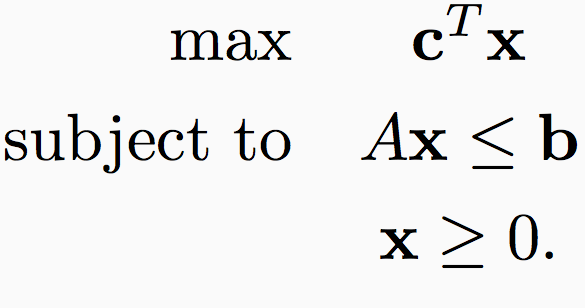 max c^T x
subject to Ax ≤ b
x ≥ 0.